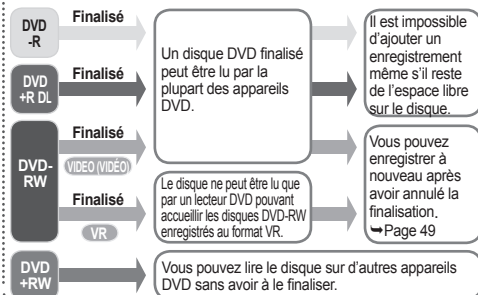 DVD
-R
Finalisé
DVD
+R DL
Finalisé
Un disque DVD finalisé
peut être lu par la
plupart des appareils
DVD.
Il est impossible
d'ajouter un
enregistrement
même s'il reste
de l'espace libre
sur le disque.
DVD-
RW
Finalisé
VIDEO (VIDÉO)
Finalisé
VR
Le disque ne peut être lu que
par un lecteur DVD pouvant
accueillir les disques DVD-RW
enregistrés au format VR.
Vous pouvez
enregistrer à
nouveau après
avoir annulé la
finalisation.
➥Page 49
DVD
+RW
Vous pouvez lire le disque sur d'autres appareils
DVD sans avoir à le finaliser.